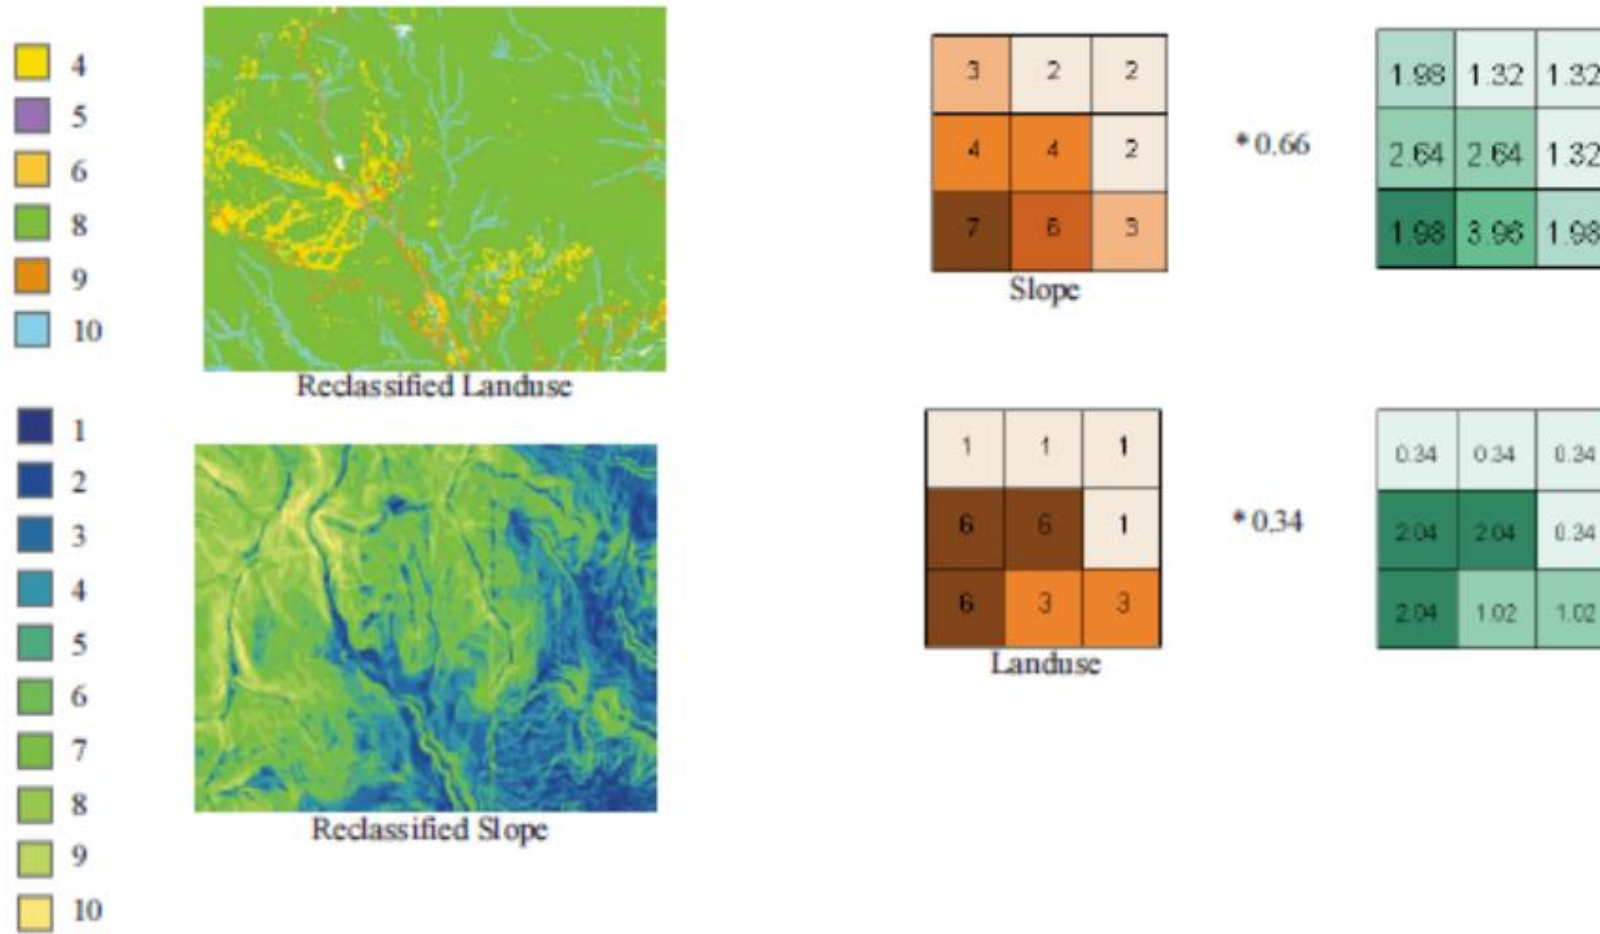 4
5
6
8
9
10
Reclassified Landuse
1
2
3
4
5
6
7
8
9
10
Reclassified Slope
3 2 2
4 4 2
7 6 3
Slope
*0.66
1.98 1.32 1.32
2.64 2.64 1.32
1.98 3.96 1.98
1 1 1
6 6 1
6 3 3
Landuse
*0.34
0.34 0.34 0.34
2.04 2.04 0.34
2.04 1.02 1.02